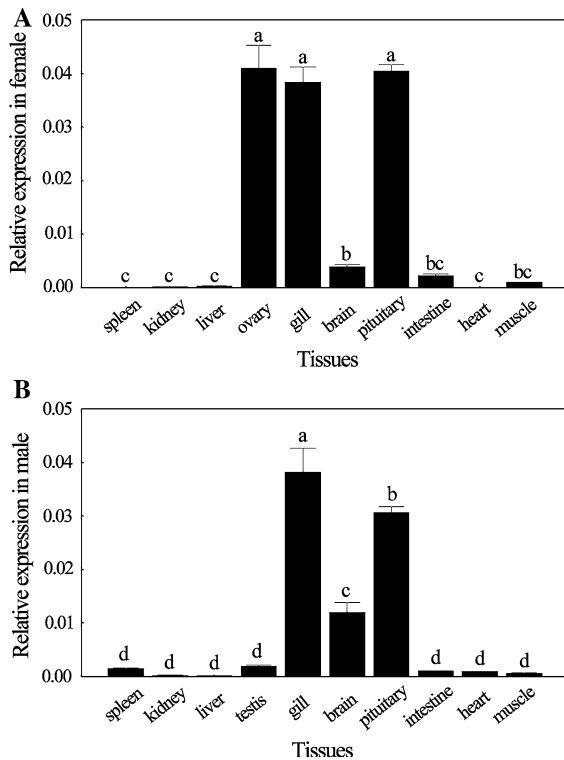 A
Relative expression in female
0.05
0.04
0.03
0.02
0.01
0.00
c c c a a b a bc c bc
spleen kidney liver ovary gill brain pituitary intestine heart muscle
Tissues
B
Relative expression in male
0.05
0.04
0.03
0.02
0.01
0.00
d d d d a c b d d d
spleen kidney liver testis gill brain pituitary intestine heart muscle
Tissues